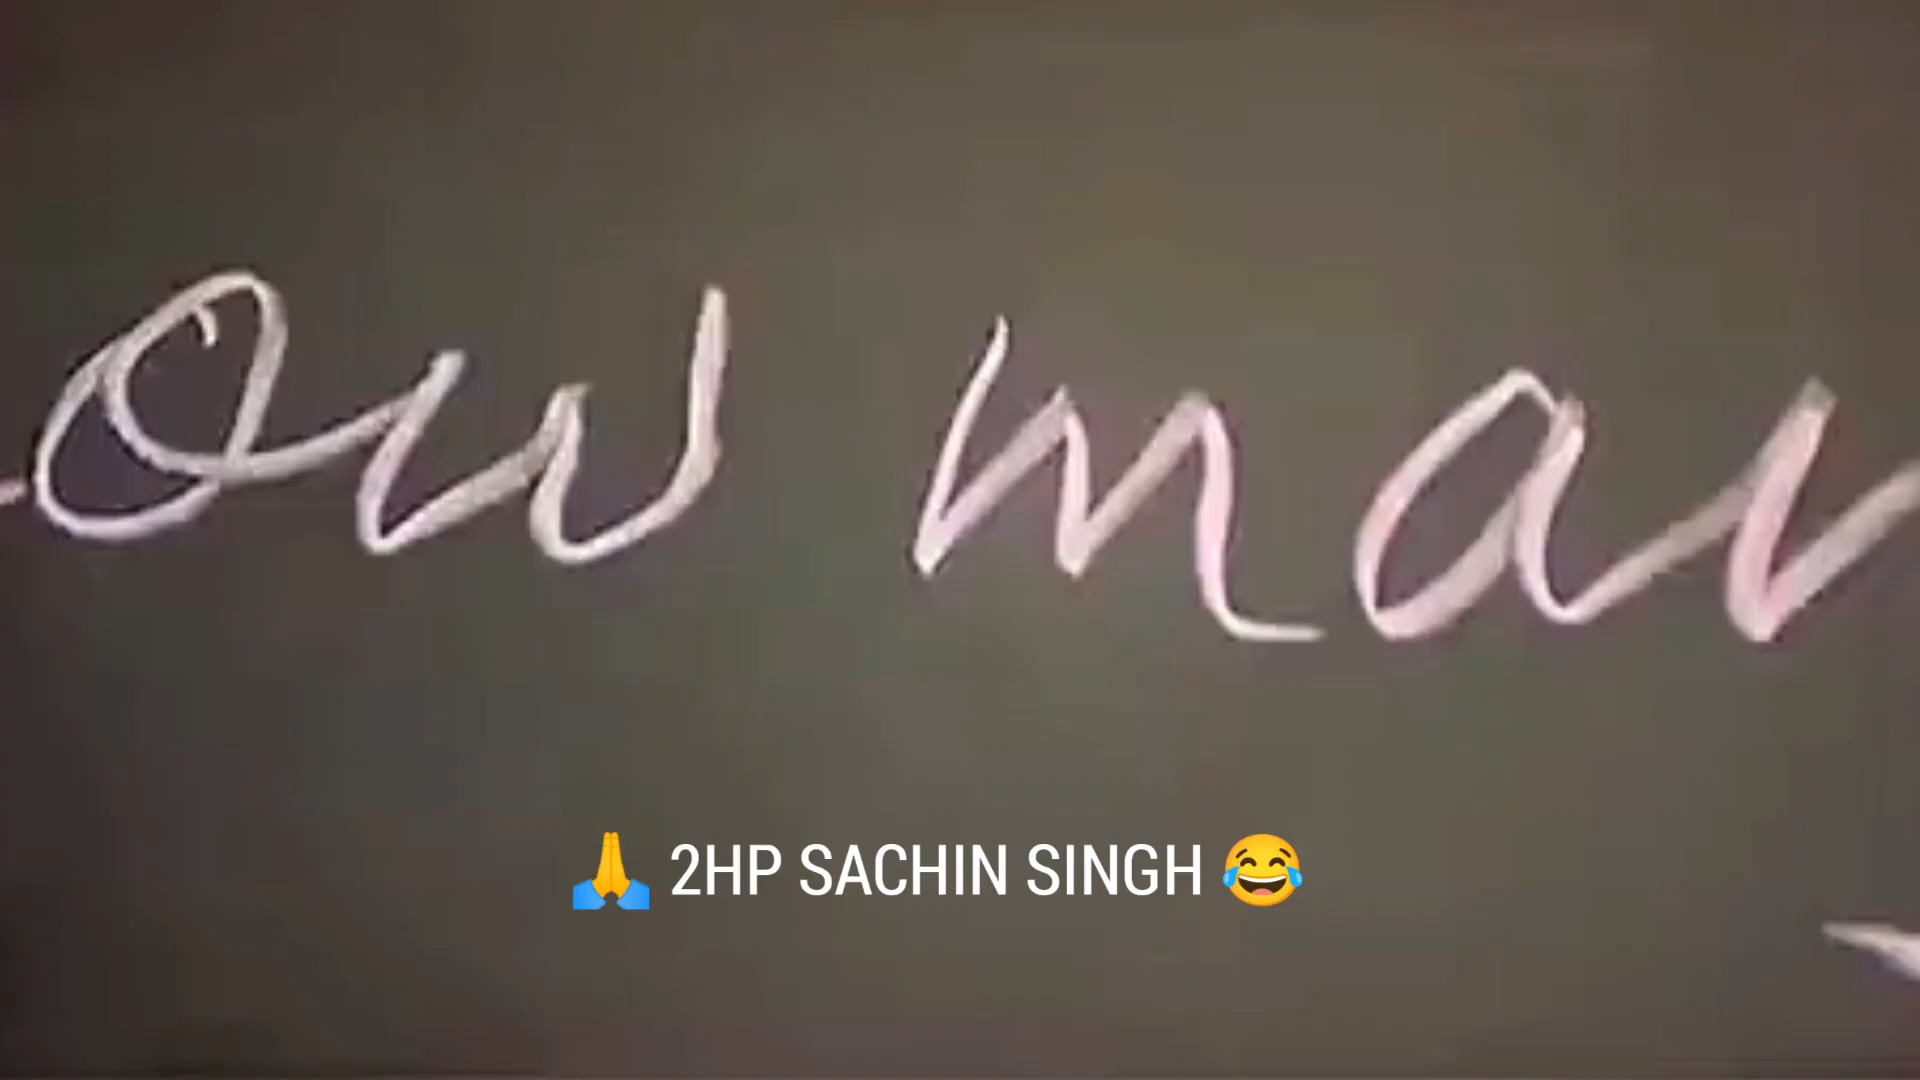 ow man
🙏 2HP SACHIN SINGH 😂